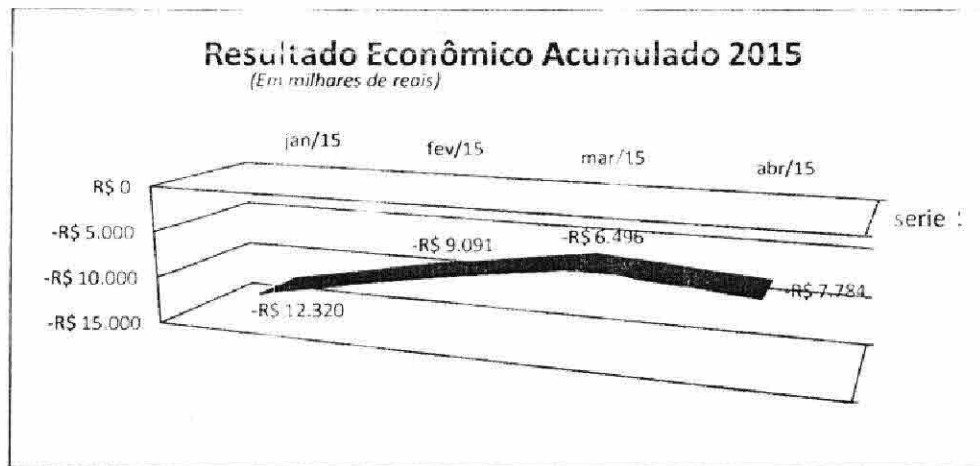 Resultado Econômico Acumulado 2015
(Em milhares de reais)
jan/15
fev/15
mar/15
abr/15
R$ 0
-R$ 5.000
-R$ 10.000
-R$ 15.000
-R$ 12.320
-R$ 9.091
-R$ 6.496
-R$ 7.784
serie